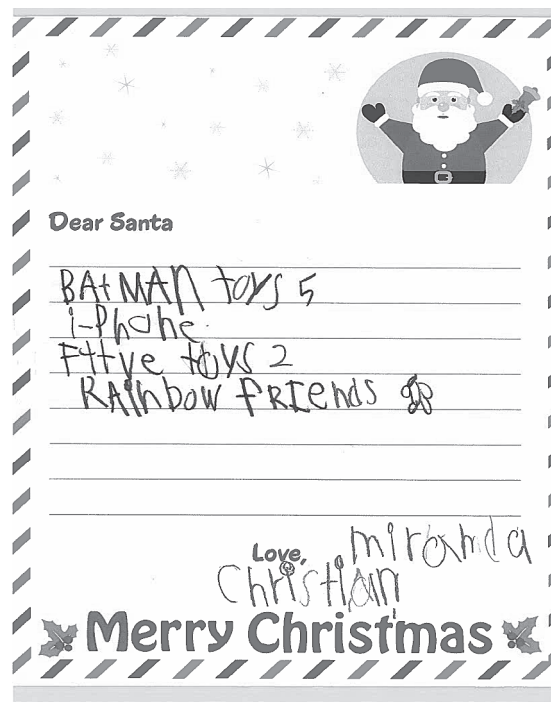 Dear Santa
BAtMAN toys 5
i-Phone.
Fttve toys 2
RAinbow fRIends
Love, miranda
Christian
Merry Christmas